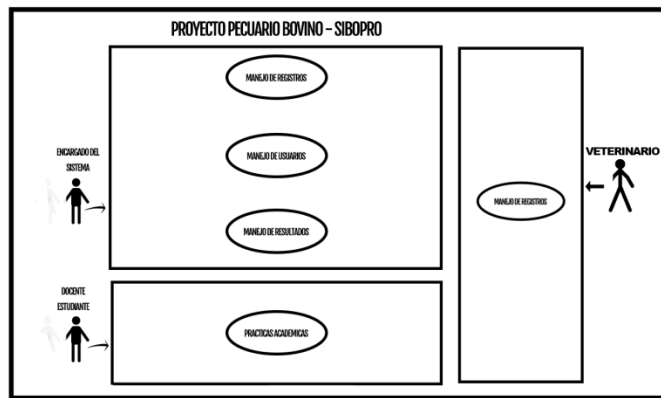 PROYECTO PECUARIO BOVINO - SIBOPRO
MANEJO DE REGISTROS
ENCARGADO DEL
SISTEMA
MANEJO DE USUARIOS
VETERINARIO
MANEJO DE REGISTROS
MANEJO DE RESULTADOS
DOCENTE
ESTUDIANTE
PRACTICAS ACADEMICAS